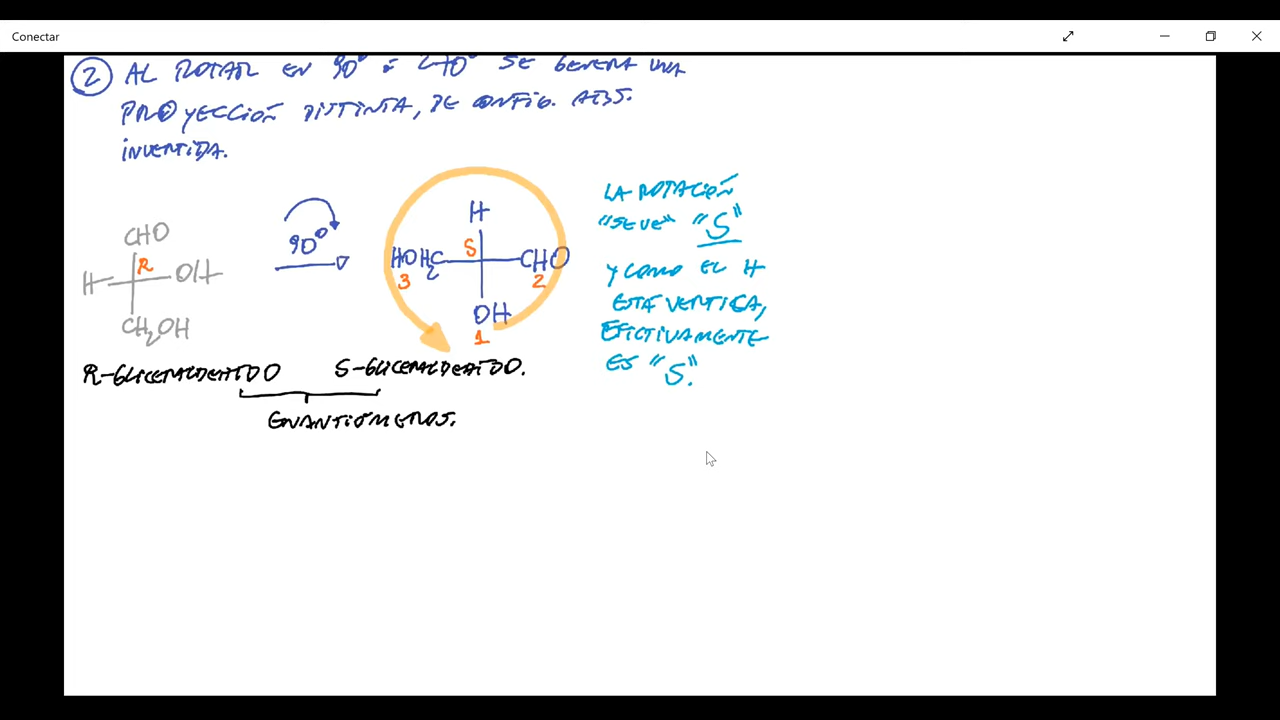 Conectar
2 AL ROTAR EN 90° ó 270° SE GENERA UNA
PROYECCIÓN DISTINTA, DE CONFIG. ABS.
INVERTIDA.
CHO
R
H OH
CH2OH
R-GLICERALDEHÍDO
90°
H
S
HOH2C CHO
3 2
OH
1
S-GLICERALDEHÍDO.
ENANTIÓMEROS.
LA ROTACIÓN
"SE VE" "S"
Y COMO EL H
ESTÁ VERTICA,
EFECTIVAMENTE
ES "S".